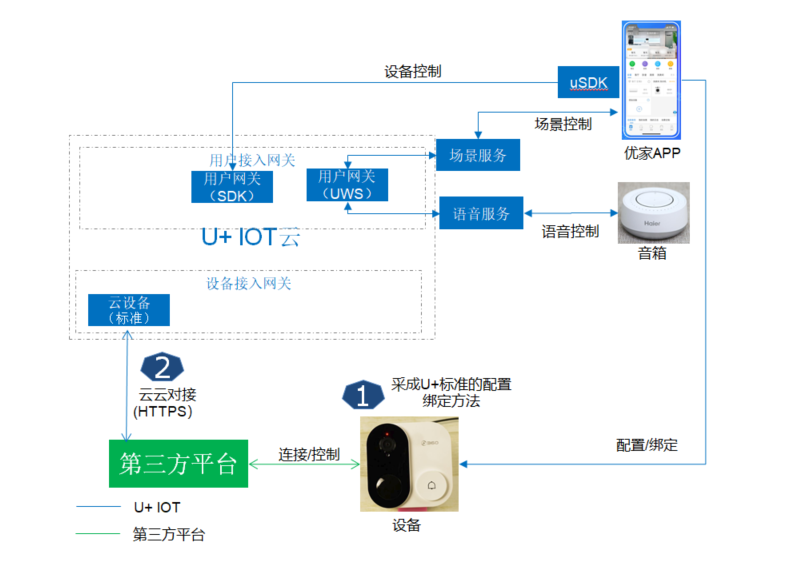 设备控制
uSDK
场景控制
优家APP
用户接入网关
用户网关
（SDK）
用户网关
（UWS）
场景服务
语音服务
语音控制
Haier
音箱
U+ IOT云
设备接入网关
云设备
（标准）
2
云云对接
(HTTPS）
1
采成U+标准的配置
绑定方法
第三方平台
连接/控制
配置/绑定
设备
U+ IOT
第三方平台